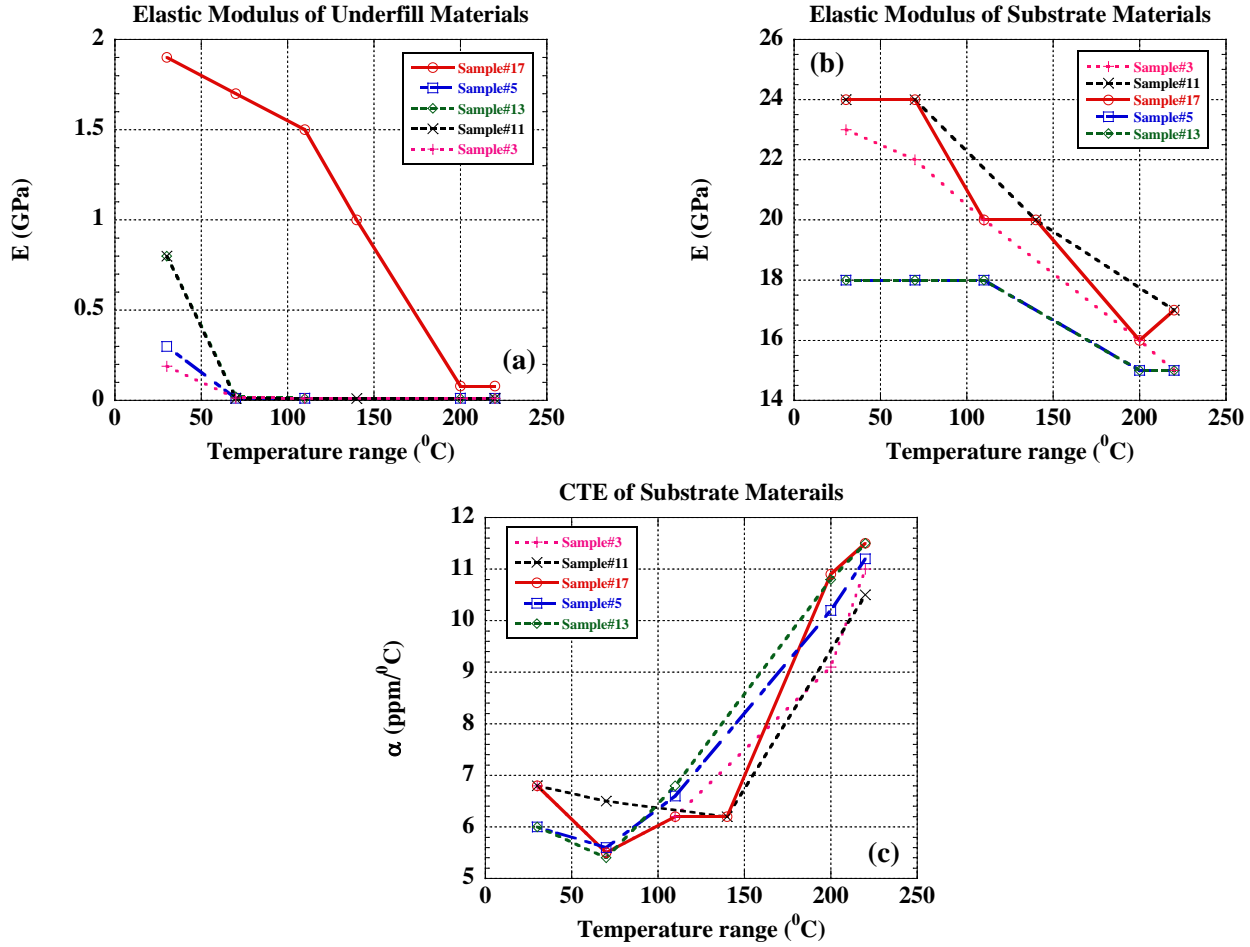 Elastic Modulus of Underfill Materials
E (GPa)
2
1.5
1
0.5
0
Sample#17
Sample#5
Sample#13
Sample#11
Sample#3
(a)
0 50 100 150 200 250
Temperature range (⁰C)
Elastic Modulus of Substrate Materials
E (GPa)
26
24
22
20
18
16
14
(b)
Sample#3
Sample#11
Sample#17
Sample#5
Sample#13
0 50 100 150 200 250
Temperature range (⁰C)
CTE of Substrate Materails
α (ppm/⁰C)
12
11
10
9
8
7
6
5
Sample#3
Sample#11
Sample#17
Sample#5
Sample#13
(c)
0 50 100 150 200 250
Temperature range (⁰C)